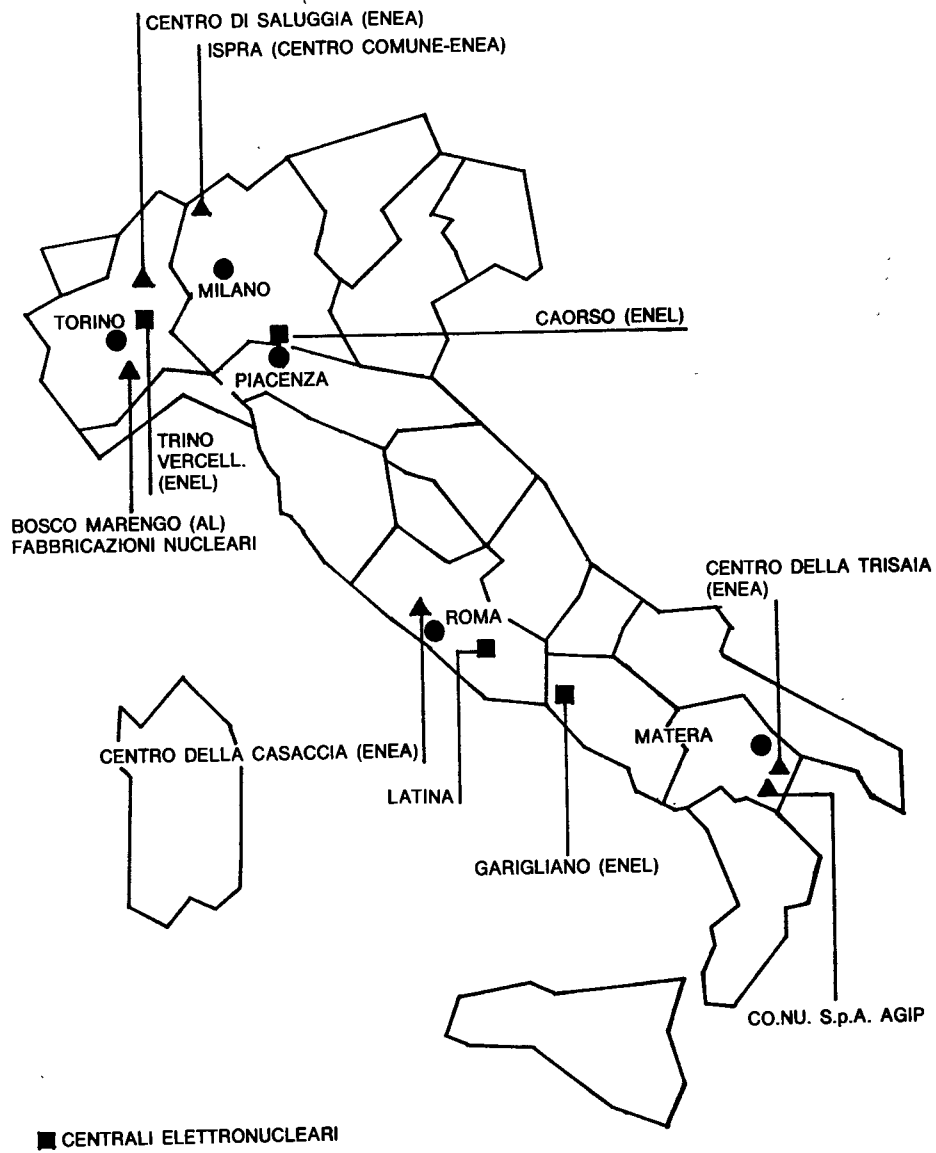 CENTRO DI SALUGGIA (ENEA)
ISPRA (CENTRO COMUNE-ENEA)
MILANO
TORINO
CAORSO (ENEL)
PIACENZA
TRINO
VERCELL.
(ENEL)
BOSCO MARENGO (AL)
FABBRICAZIONI NUCLEARI
CENTRO DELLA TRISAIA
(ENEA)
ROMA
MATERA
CENTRO DELLA CASACCIA (ENEA)
LATINA
GARIGLIANO (ENEL)
CO.NU. S.p.A. AGIP
CENTRALI ELETTRONUCLEARI